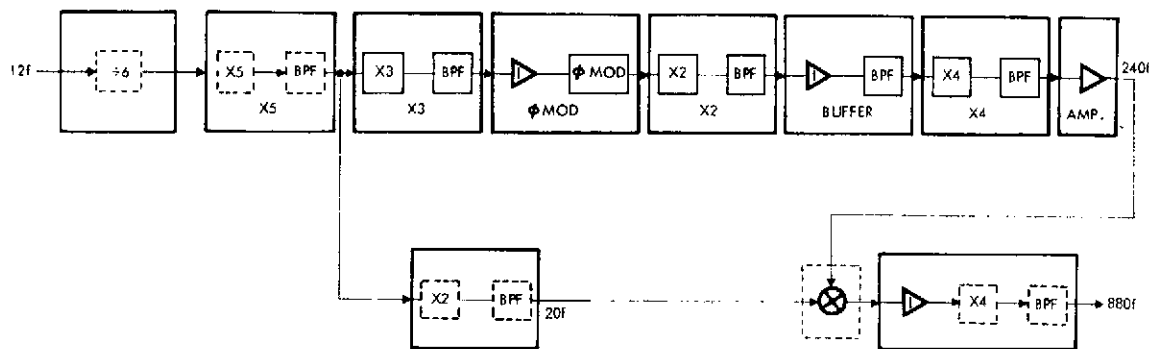 12f
÷6
X5
BPF
X5
X3
BPF
X3
ϕ MOD
ϕ MOD
X2
BPF
X2
BPF
BUFFER
X4
BPF
X4
AMP.
240f
X2
BPF
20f
X4
BPF
880f